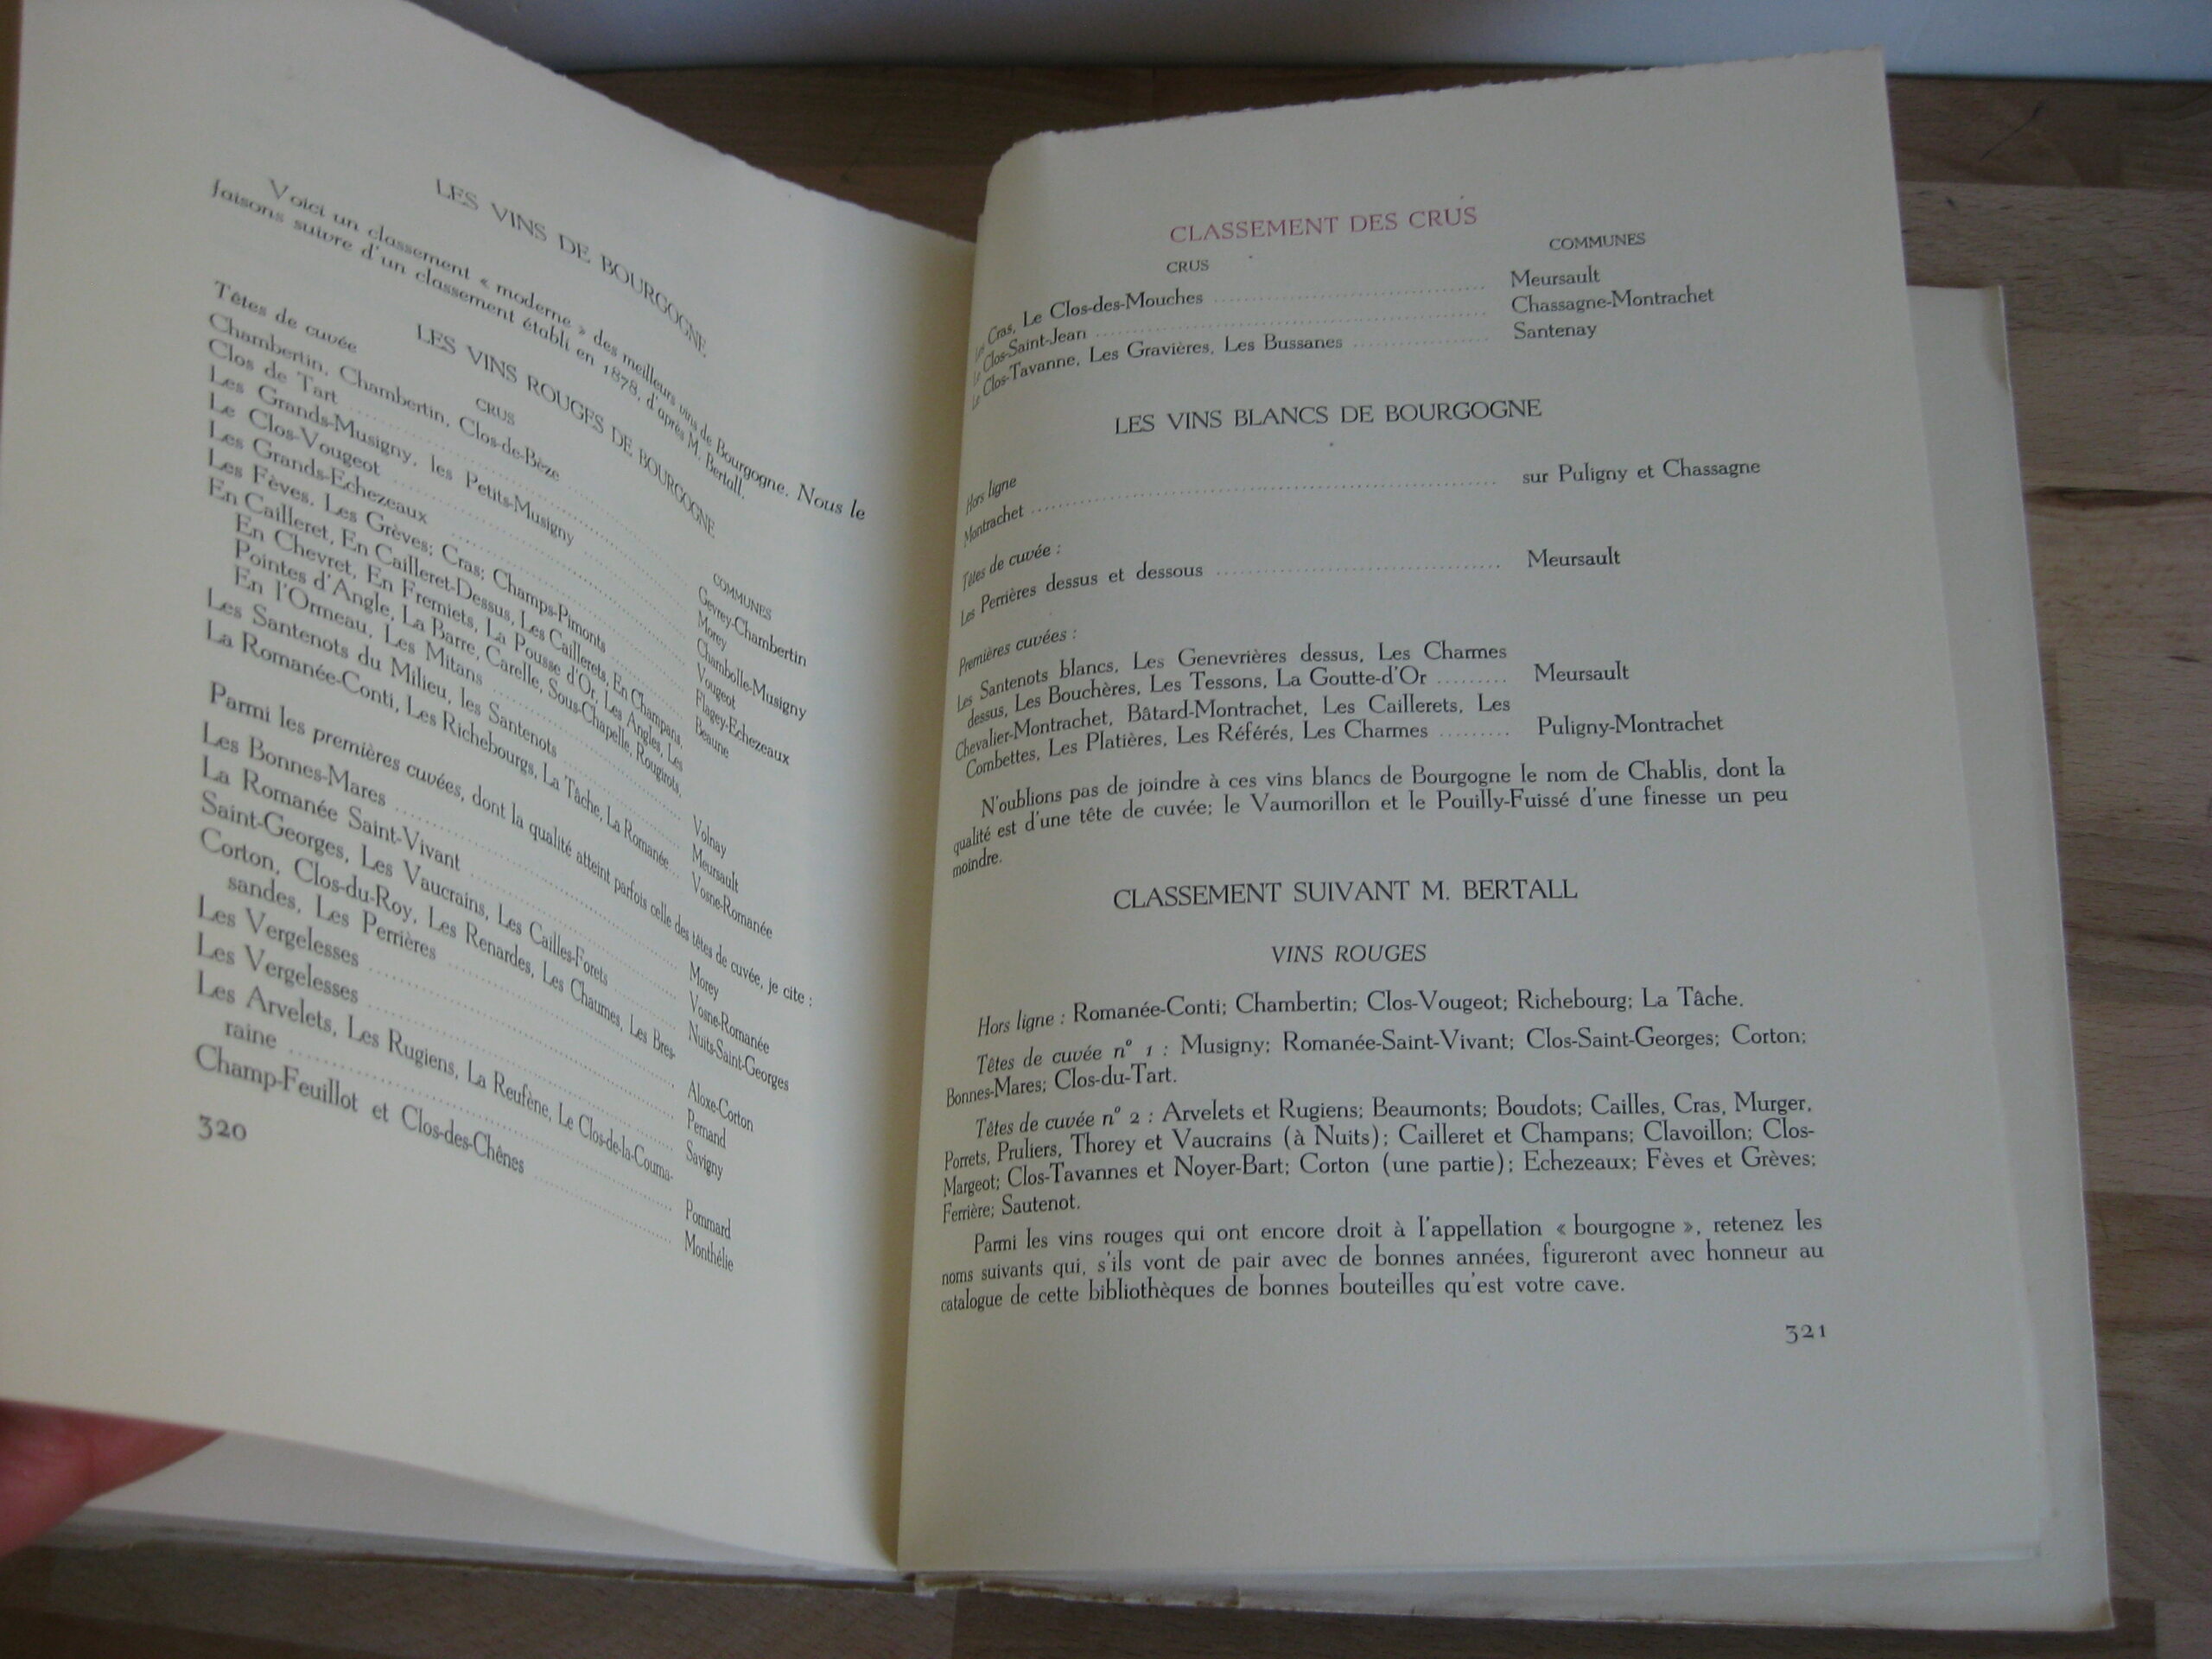 LES VINS DE BOURGOGNE
Voici un classement « moderne » des meilleurs vins de Bourgogne. Nous le
faisons suivre d'un classement établi en 1878, d'après M. Bertall.
LES VINS ROUGES DE BOURGOGNE
Têtes de cuvée CRUS COMMUNES
Chambertin, Chambertin, Clos-de-Bèze ........ Gevrey-Chambertin
Clos de Tart ........ Morey
Les Grands-Musigny, les Petits-Musigny ........ Chambolle-Musigny
Le Clos-Vougeot ........ Vougeot
Les Grands-Echezeaux ........ Flagey-Echezeaux
Les Fèves, Les Grèves; Cras; Champs-Pimonts ........ Beaune
En Cailleret, En Cailleret-Dessus, Les Caillerets, En Champans,
En Chevret, En Fremiets, La Pousse d'Or, Les Angles, Les
Pointes d'Angle, La Barre, Carelle, Sous-Chapelle, Rougirots,
En l'Ormeau, Les Mitans ........ Volnay
Les Santenots du Milieu, les Santenots ........ Meursault
La Romanée-Conti, Les Richebourgs, La Tâche, La Romanée... Vosne-Romanée
Parmi les premières cuvées, dont la qualité atteint parfois celle des têtes de cuvée, je cite :
Les Bonnes-Mares ........ Morey
La Romanée Saint-Vivant ........ Vosne-Romanée
Saint-Georges, Les Vaucrains, Les Cailles-Forets ........ Nuits-Saint-Georges
Corton, Clos-du-Roy, Les Renardes, Les Chaumes, Les Bres-
sandes, Les Perrières ........ Aloxe-Corton
Les Vergelesses ........ Pernand
Les Vergelesses ........ Savigny
Les Arvelets, Les Rugiens, La Reufène, Le Clos-de-la-Couma-
raine ........ Pommard
Champ-Feuillot et Clos-des-Chênes ........ Monthélie
320
CLASSEMENT DES CRUS
CRUS COMMUNES
Les Cras, Le Clos-des-Mouches ........ Meursault
Le Clos-Saint-Jean ........ Chassagne-Montrachet
Le Clos-Tavanne, Les Gravières, Les Bussanes ........ Santenay
LES VINS BLANCS DE BOURGOGNE
Hors ligne
Montrachet ........ sur Puligny et Chassagne
Têtes de cuvée :
Les Perrières dessus et dessous ........ Meursault
Premières cuvées :
Les Santenots blancs, Les Genevrières dessus, Les Charmes
dessus, Les Bouchères, Les Tessons, La Goutte-d'Or ........ Meursault
Chevalier-Montrachet, Bâtard-Montrachet, Les Caillerets, Les
Combettes, Les Platières, Les Référés, Les Charmes ........ Puligny-Montrachet
N'oublions pas de joindre à ces vins blancs de Bourgogne le nom de Chablis, dont la
qualité est d'une tête de cuvée; le Vaumorillon et le Pouilly-Fuissé d'une finesse un peu
moindre.
CLASSEMENT SUIVANT M. BERTALL
VINS ROUGES
Hors ligne : Romanée-Conti; Chambertin; Clos-Vougeot; Richebourg; La Tâche.
Têtes de cuvée n° 1 : Musigny; Romanée-Saint-Vivant; Clos-Saint-Georges; Corton;
Bonnes-Mares; Clos-du-Tart.
Têtes de cuvée n° 2 : Arvelets et Rugiens; Beaumonts; Boudots; Cailles, Cras, Murger,
Porrets, Pruliers, Thorey et Vaucrains (à Nuits); Cailleret et Champans; Clavoillon; Clos-
Margeot; Clos-Tavannes et Noyer-Bart; Corton (une partie); Echezeaux; Fèves et Grèves;
Ferrière; Sautenot.
Parmi les vins rouges qui ont encore droit à l'appellation « bourgogne », retenez les
noms suivants qui, s'ils vont de pair avec de bonnes années, figureront avec honneur au
catalogue de cette bibliothèques de bonnes bouteilles qu'est votre cave.
321